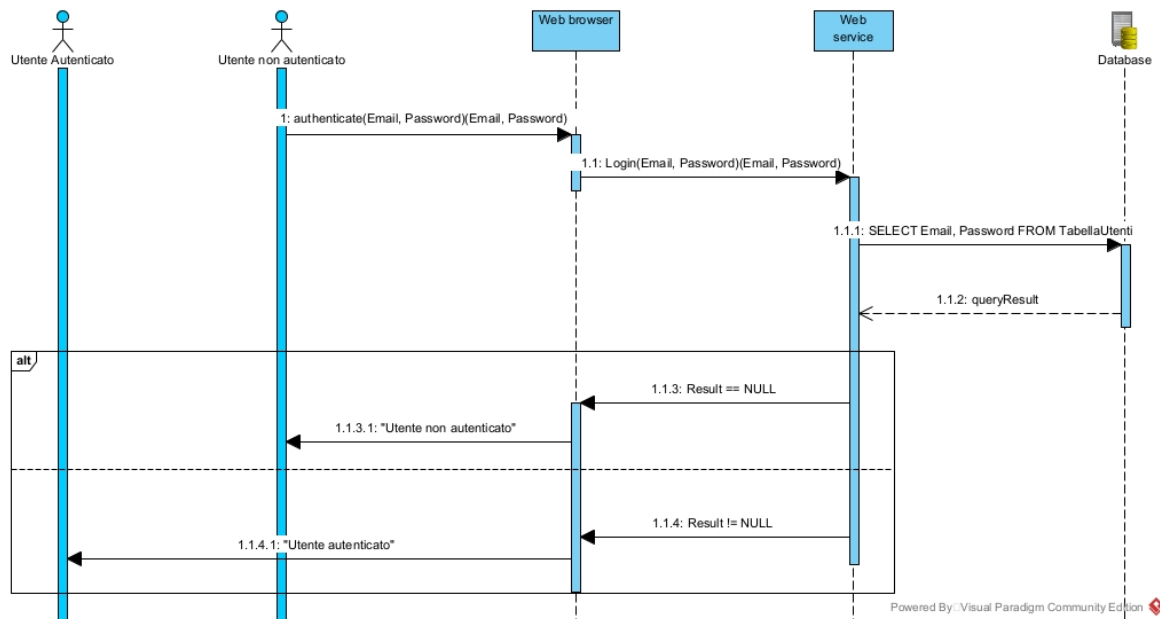 Web browser
Web
service
Utente Autenticato
Utente non autenticato
Database
1: authenticate(Email, Password)(Email, Password)
1.1: Login(Email, Password)(Email, Password)
1.1.1: SELECT Email, Password FROM TabellaUtenti
1.1.2: queryResult
alt
1.1.3: Result == NULL
1.1.3.1: "Utente non autenticato"
1.1.4: Result != NULL
1.1.4.1: "Utente autenticato"
Powered By Visual Paradigm Community Edition